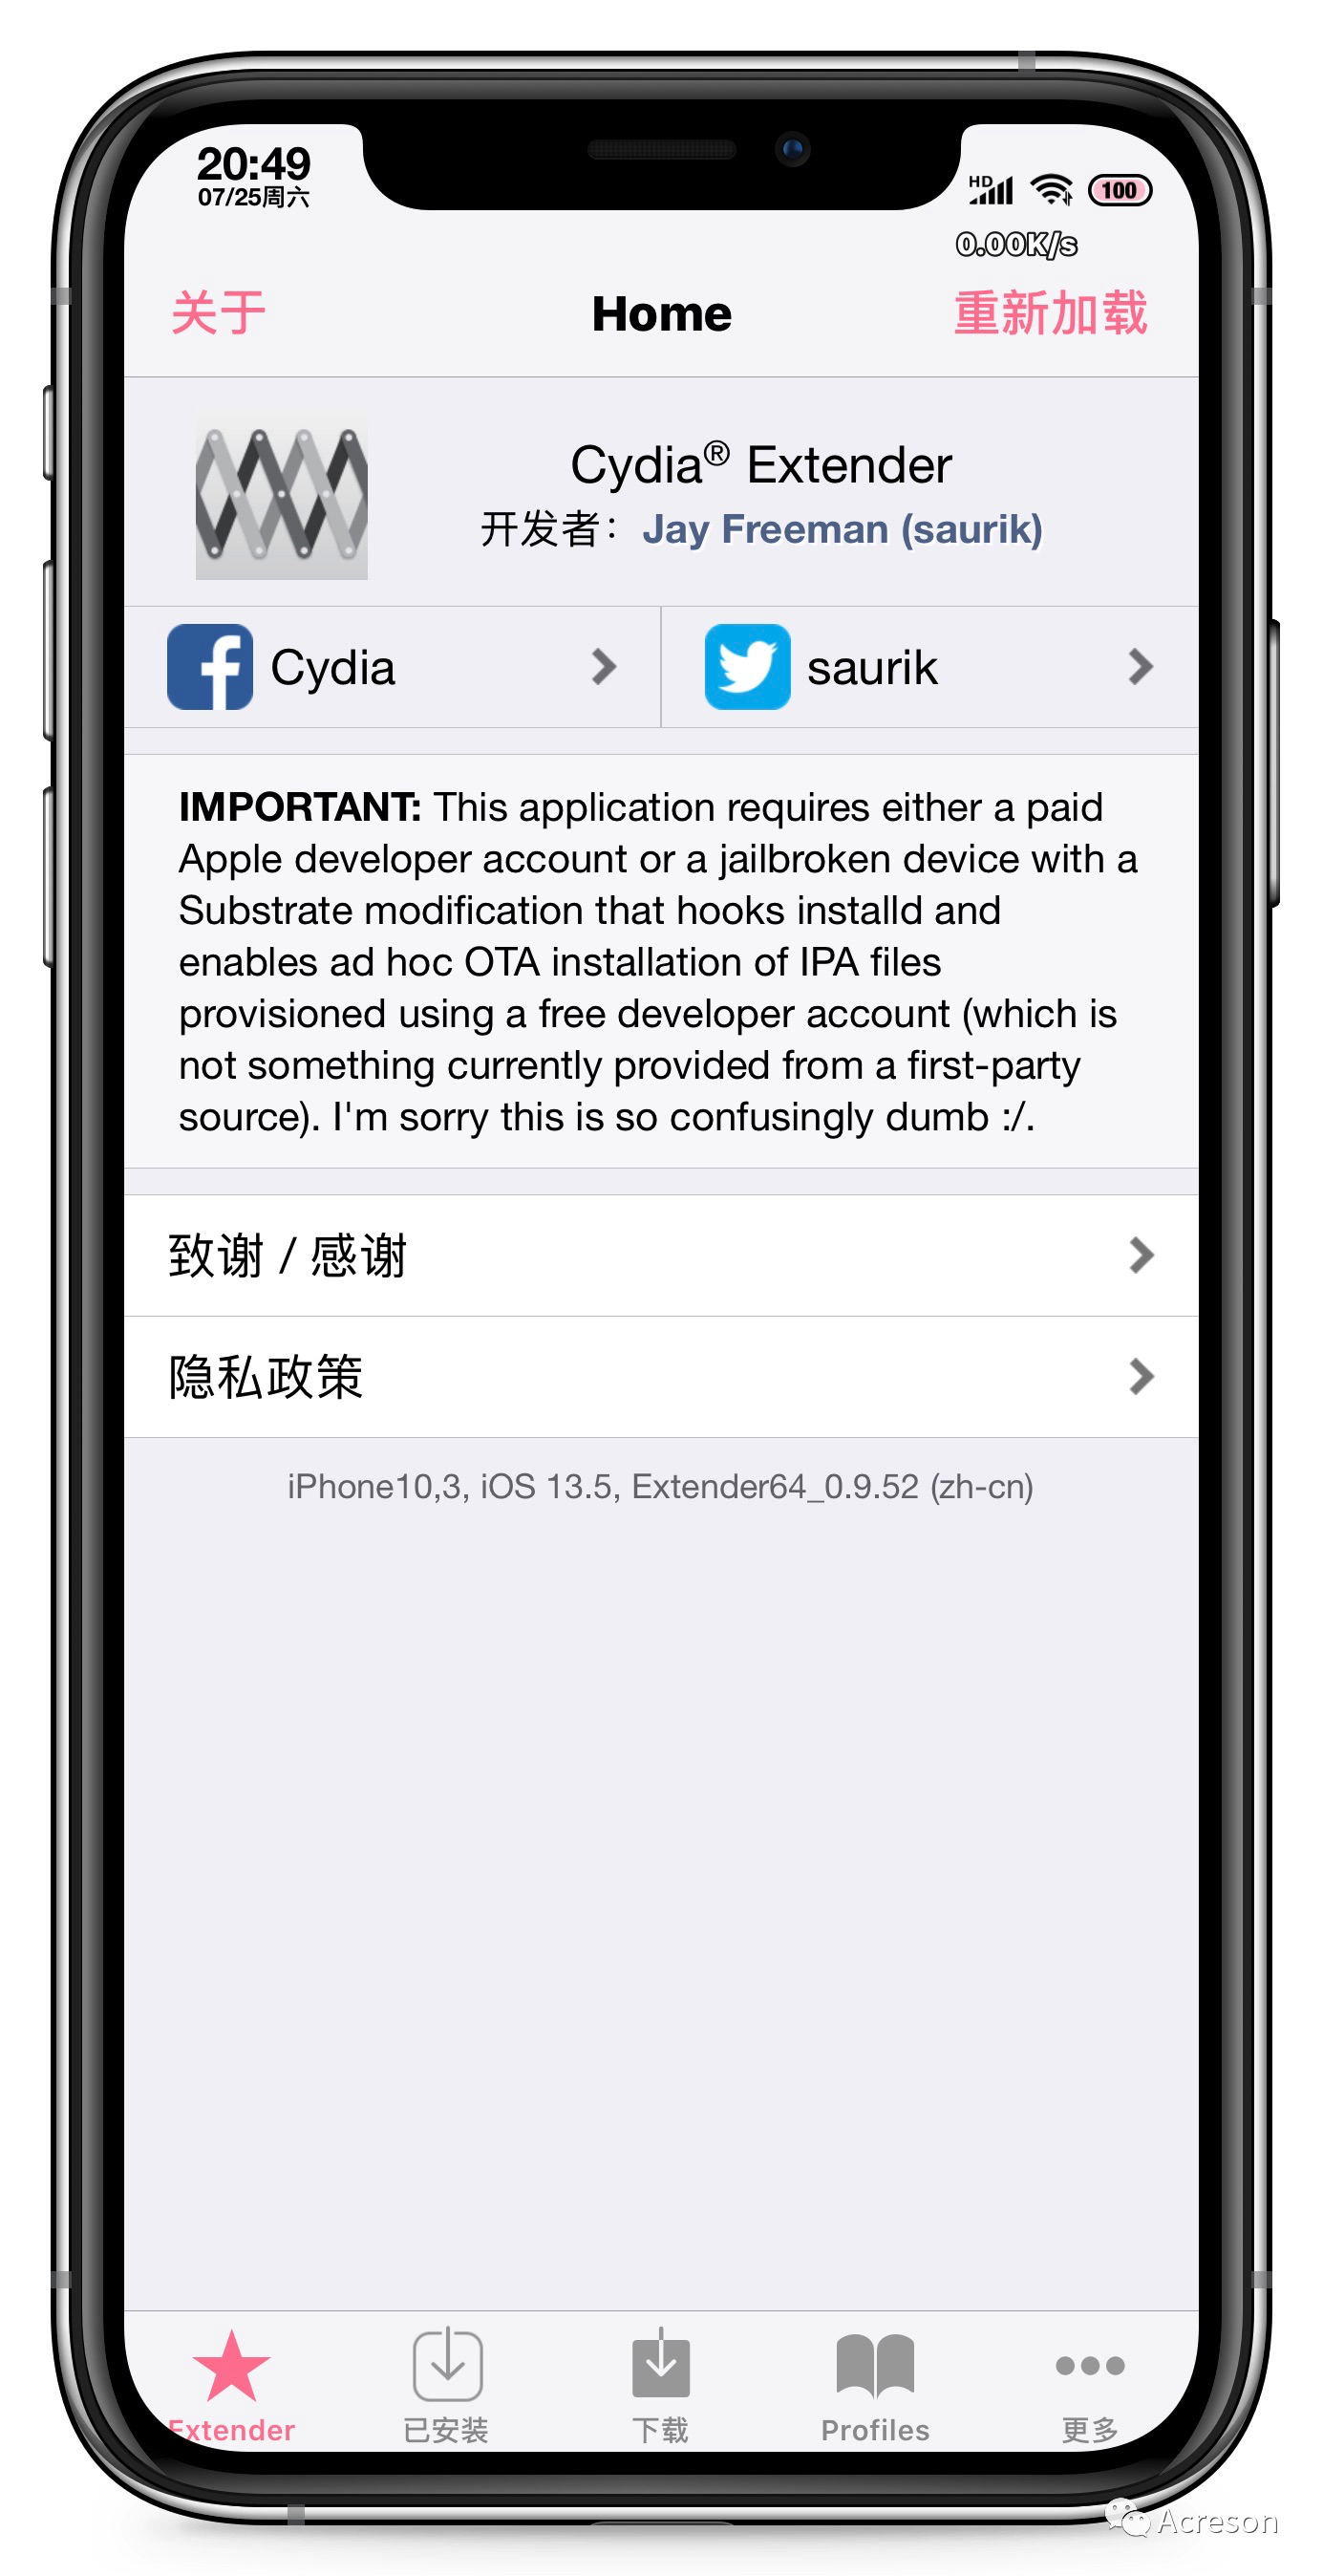 20:49
07/25周六
HD
100
0.00K/s
关于
Home
重新加载
Cydia® Extender
开发者： Jay Freeman (saurik)
Cydia
saurik
IMPORTANT: This application requires either a paid
Apple developer account or a jailbroken device with a
Substrate modification that hooks installd and
enables ad hoc OTA installation of IPA files
provisioned using a free developer account (which is
not something currently provided from a first-party
source). I'm sorry this is so confusingly dumb :/.
致谢 / 感谢
隐私政策
iPhone10,3, iOS 13.5, Extender64_0.9.52 (zh-cn)
Extender
已安装
下载
Profiles
更多
Acreson